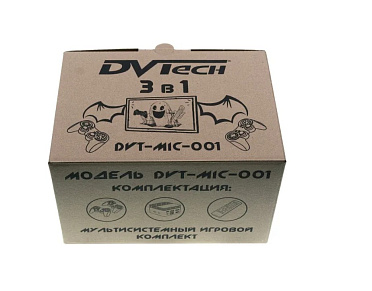 DVTech
3 в 1
DVT-MIC-001
МОДЕЛЬ DVT-MIC-001
КОМПЛЕКТАЦИЯ:
МУЛЬТИСИСТЕМНЫЙ ИГРОВОЙ
КОМПЛЕКТ